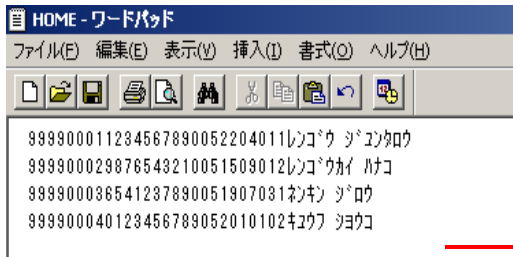 HOME - ワードパッド
ファイル(F) 編集(E) 表示(V) 挿入(I) 書式(O) ヘルプ(H)
999900011234567890052204011ﾚﾝｺﾞｳ ｼﾞﾕﾝﾀﾛｳ
999900029876543210051509012ﾚﾝｺﾞｳｶｲ ﾊﾅｺ
999900036541237890051907031ﾈﾝｷﾝ ｼﾞﾛｳ
999900040123456789052010102ｷﾕｳﾌ ｼﾖｳｺ